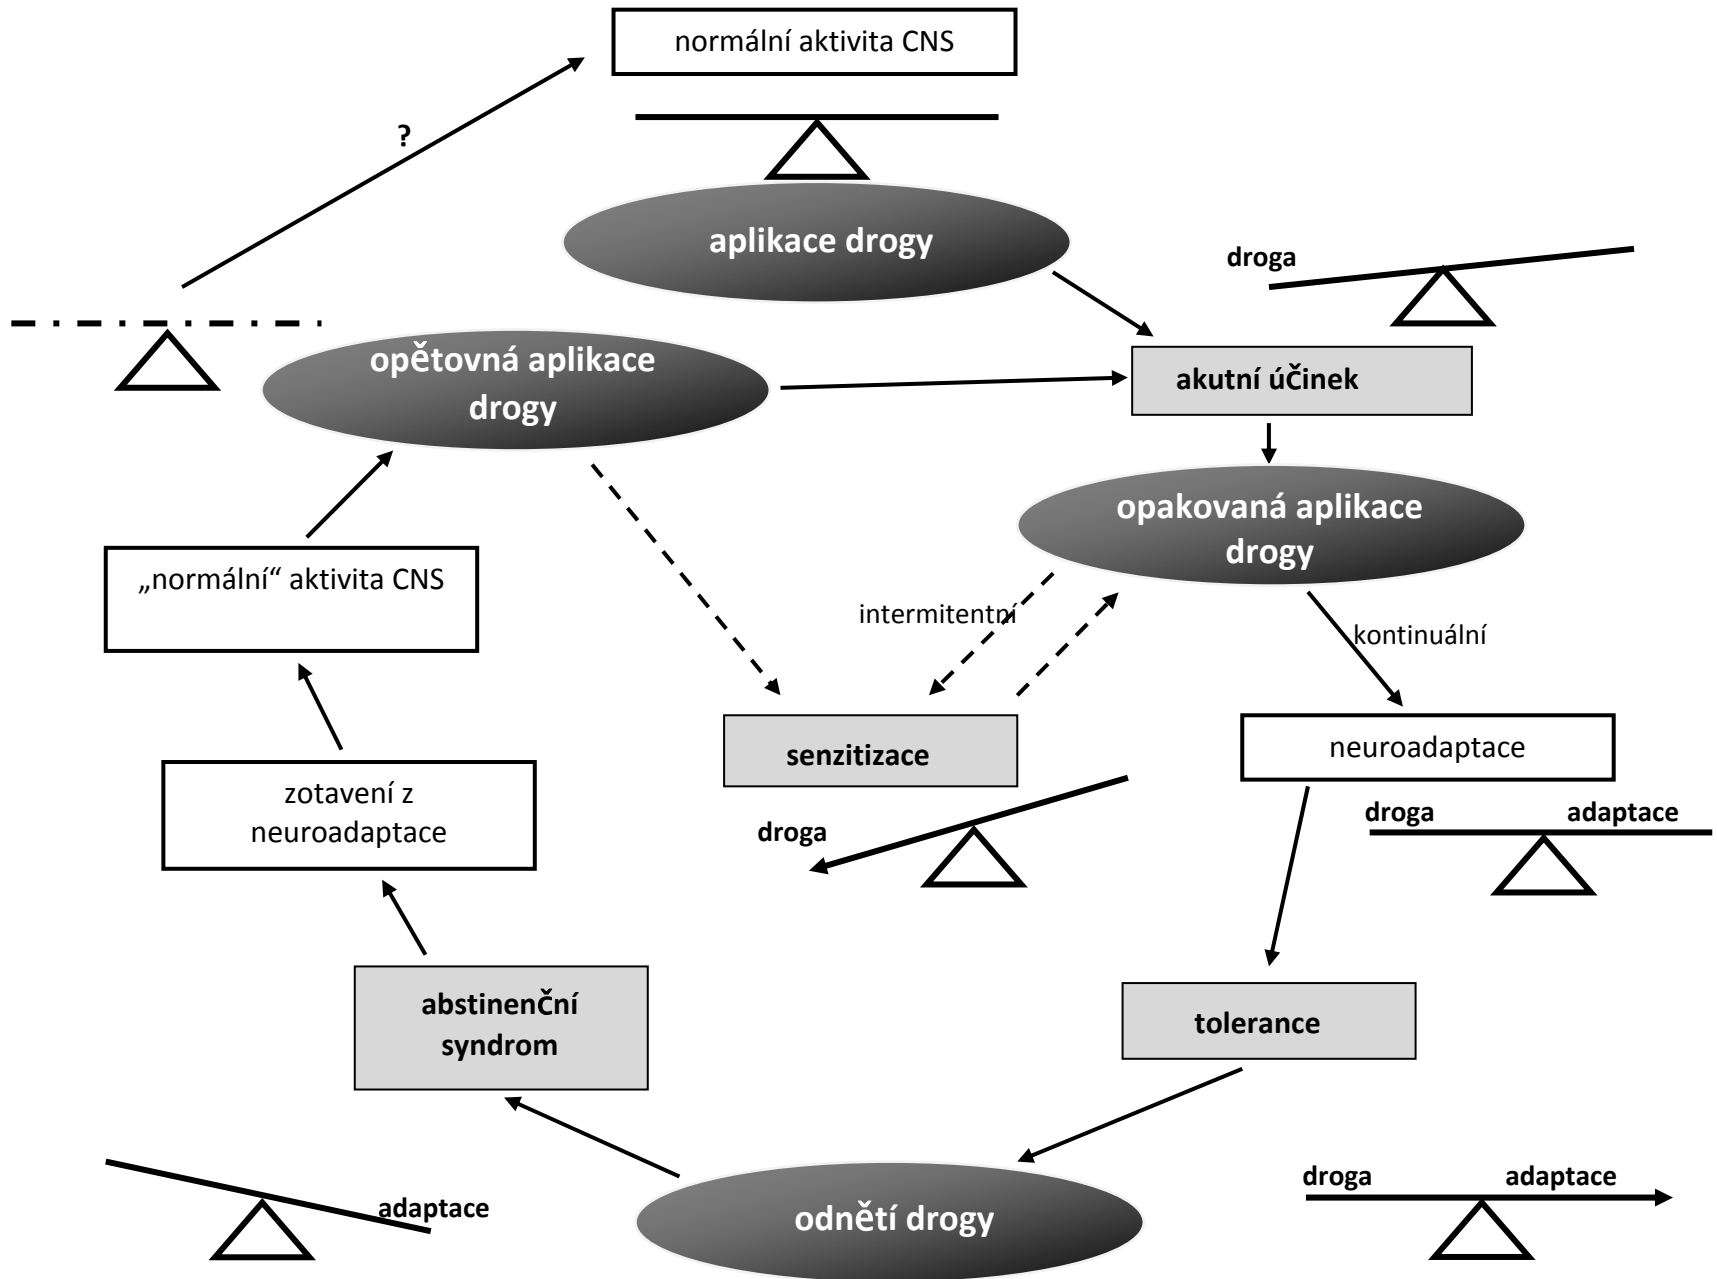 normální aktivita CNS
?
aplikace drogy
droga
opětovná aplikace
drogy
akutní účinek
opakovaná aplikace
drogy
„normální“ aktivita CNS
intermitentní
kontinuální
senzitizace
neuroadaptace
zotavení z
neuroadaptace
droga
droga adaptace
abstinenční
syndrom
tolerance
adaptace
odnětí drogy
droga adaptace